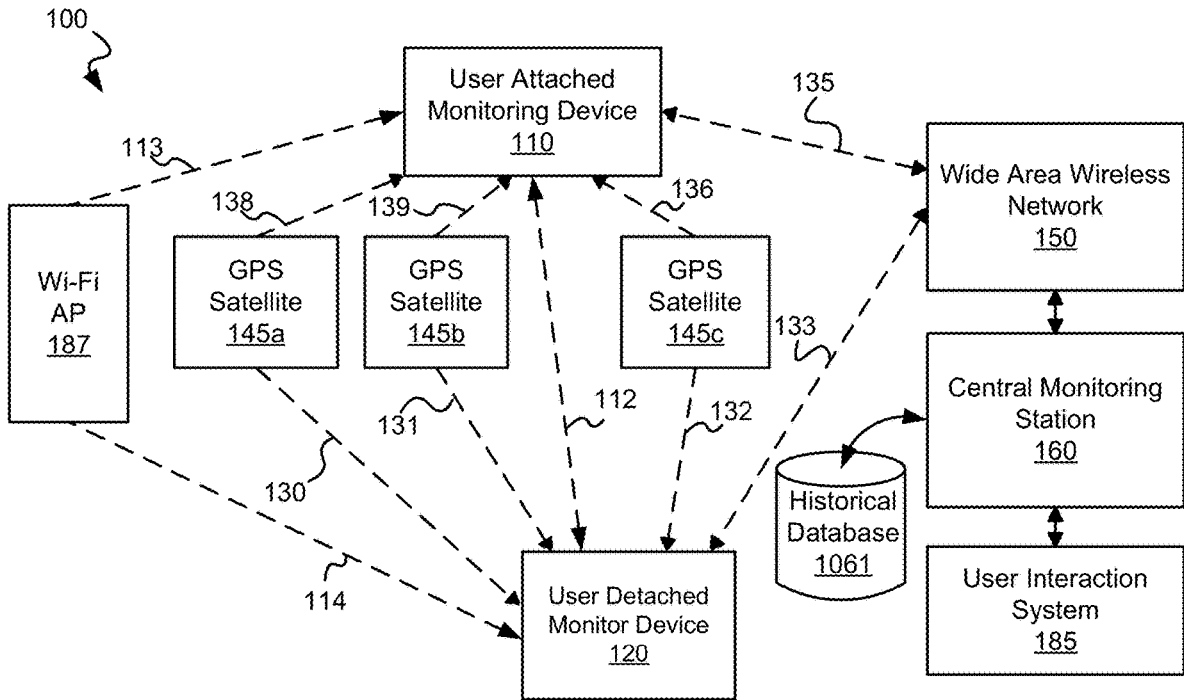 100
User Attached
Monitoring Device
110
135
113
138
139
136
Wide Area Wireless
Network
150
Wi-Fi
AP
187
GPS
Satellite
145a
GPS
Satellite
145b
GPS
Satellite
145c
133
131
112
132
Central Monitoring
Station
160
130
Historical
Database
1061
114
User Detached
Monitor Device
120
User Interaction
System
185